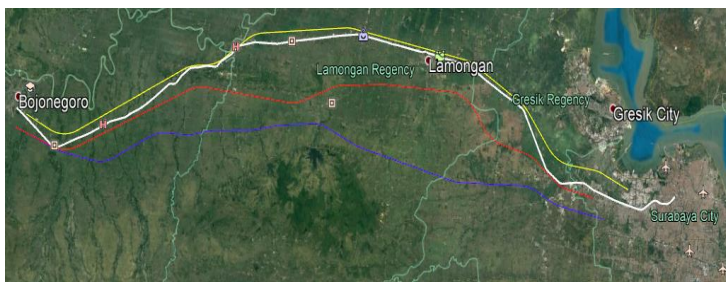 Bojonegoro
Lamongan Regency
Lamongan
Gresik Regency
Gresik City
Surabaya City